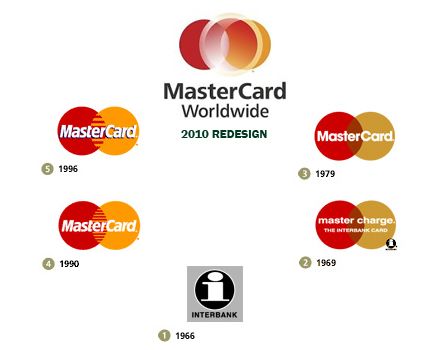 MasterCard
Worldwide
2010 REDESIGN
MasterCard
5 1996
MasterCard
3 1979
MasterCard
4 1990
master charge
THE INTERBANK CARD
i
2 1969
i
INTERBANK
1 1966